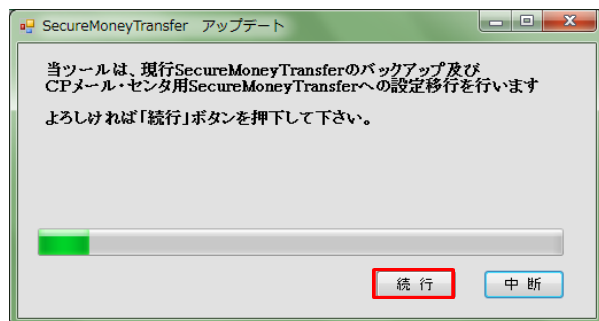 SecureMoneyTransfer アップデート
当ツールは、現行SecureMoneyTransferのバックアップ及び
CPメール・センタ用SecureMoneyTransferへの設定移行を行います
よろしければ「続行」ボタンを押下して下さい。
続 行
中 断